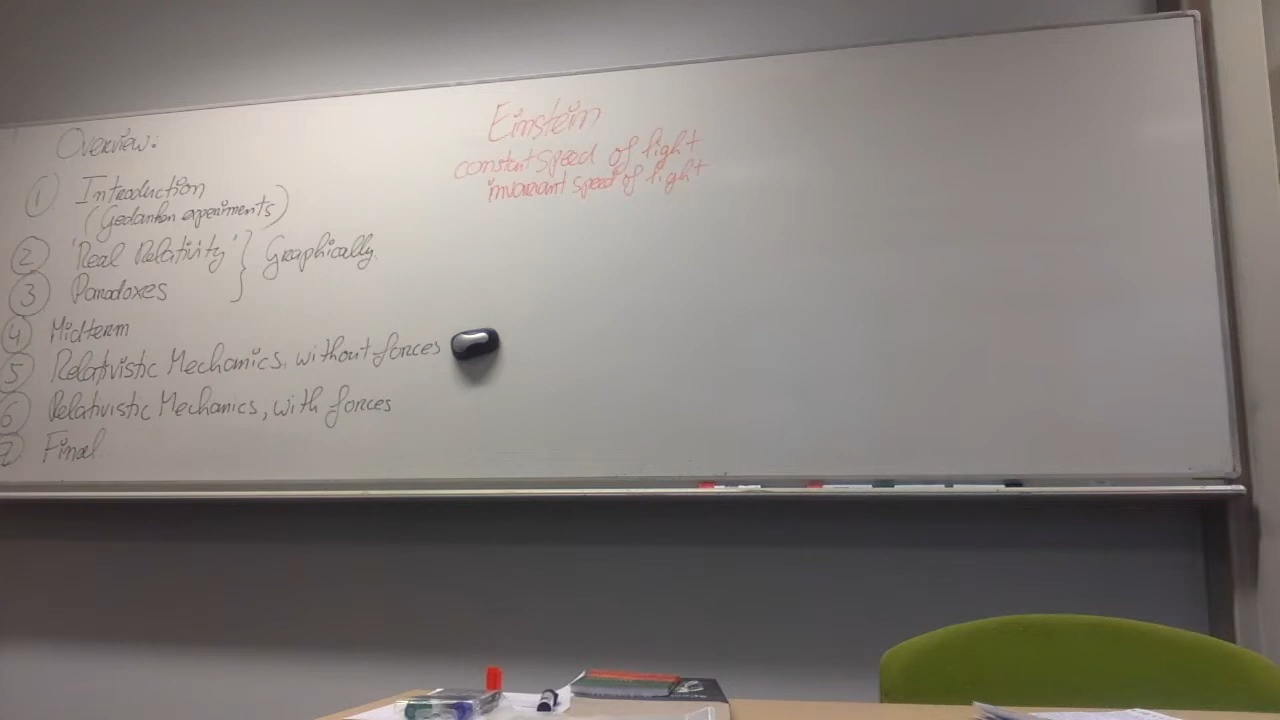 Overview:
① Introduction
(Gedanken experiments)
② 'Real Relativity' } Graphically.
③ Paradoxes
④ Midterm
⑤ Relativistic Mechanics, without forces
⑥ Relativistic Mechanics, with forces
⑦ Final
Einstein
constant speed of light
invariant speed of light